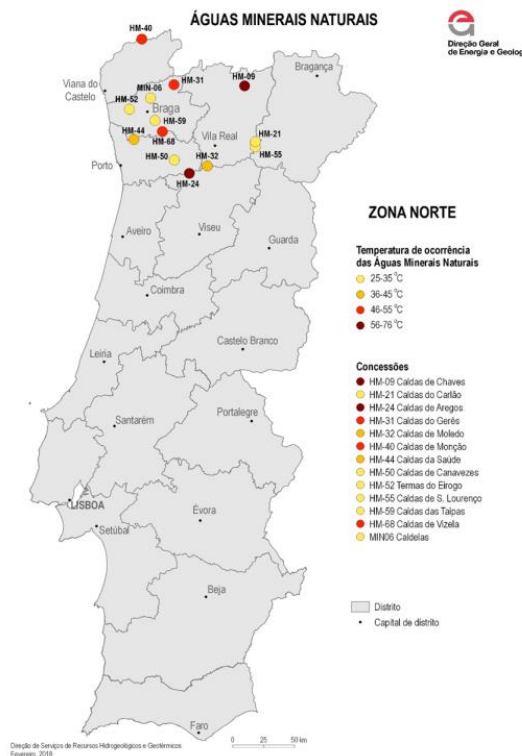 ÁGUAS MINERAIS NATURAIS
Direção Geral
de Energia e Geologia
HM-40
Viana do
Castelo
HM-31
HM-09
Bragança
MIN-06
HM-52
Braga
HM-59
HM-44
HM-68
Vila Real
HM-21
Porto
HM-50
HM-32
HM-55
HM-24
Aveiro
Viseu
Guarda
Coimbra
Castelo Branco
Leiria
Santarém
Portalegre
LISBOA
Setúbal
Évora
Beja
Faro
ZONA NORTE
Temperatura de ocorrência
das Águas Minerais Naturais
25-35 °C
36-45 °C
46-55 °C
56-76 °C
Concessões
HM-09 Caldas de Chaves
HM-21 Caldas do Carlão
HM-24 Caldas de Aregos
HM-31 Caldas do Gerês
HM-32 Caldas de Moledo
HM-40 Caldas de Monção
HM-44 Caldas da Saúde
HM-50 Caldas de Canavezes
HM-52 Termas do Eirogo
HM-55 Caldas de S. Lourenço
HM-59 Caldas das Taipas
HM-68 Caldas de Vizela
MIN06 Caldelas
Distrito
Capital de distrito
Direção de Serviços de Recursos Hidrogeológicos e Geotérmicos
Fevereiro, 2018
0 25 50 km